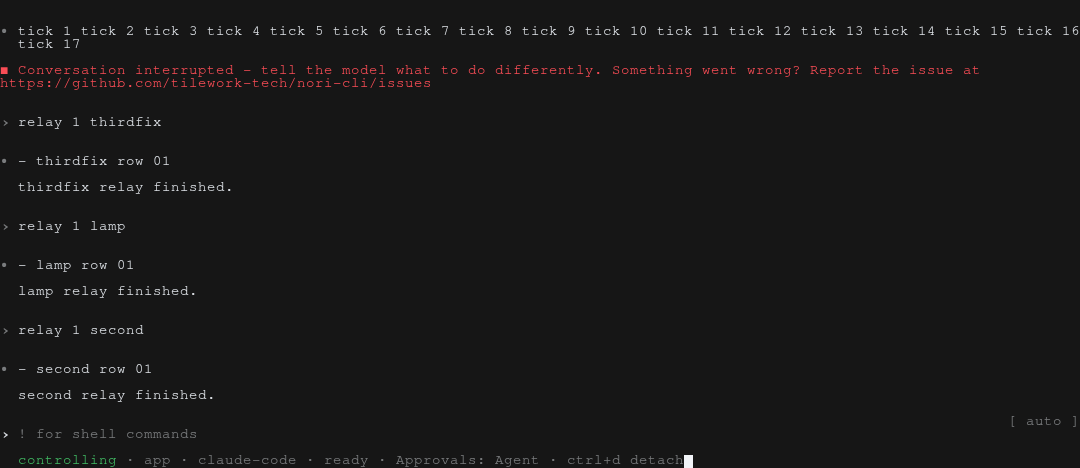 • tick 1 tick 2 tick 3 tick 4 tick 5 tick 6 tick 7 tick 8 tick 9 tick 10 tick 11 tick 12 tick 13 tick 14 tick 15 tick 16
tick 17
■ Conversation interrupted - tell the model what to do differently. Something went wrong? Report the issue at
https://github.com/tilework-tech/nori-cli/issues
› relay 1 thirdfix
• - thirdfix row 01
thirdfix relay finished.
› relay 1 lamp
• - lamp row 01
lamp relay finished.
› relay 1 second
• - second row 01
second relay finished.
[ auto ]
› ! for shell commands
controlling · app · claude-code · ready · Approvals: Agent · ctrl+d detach